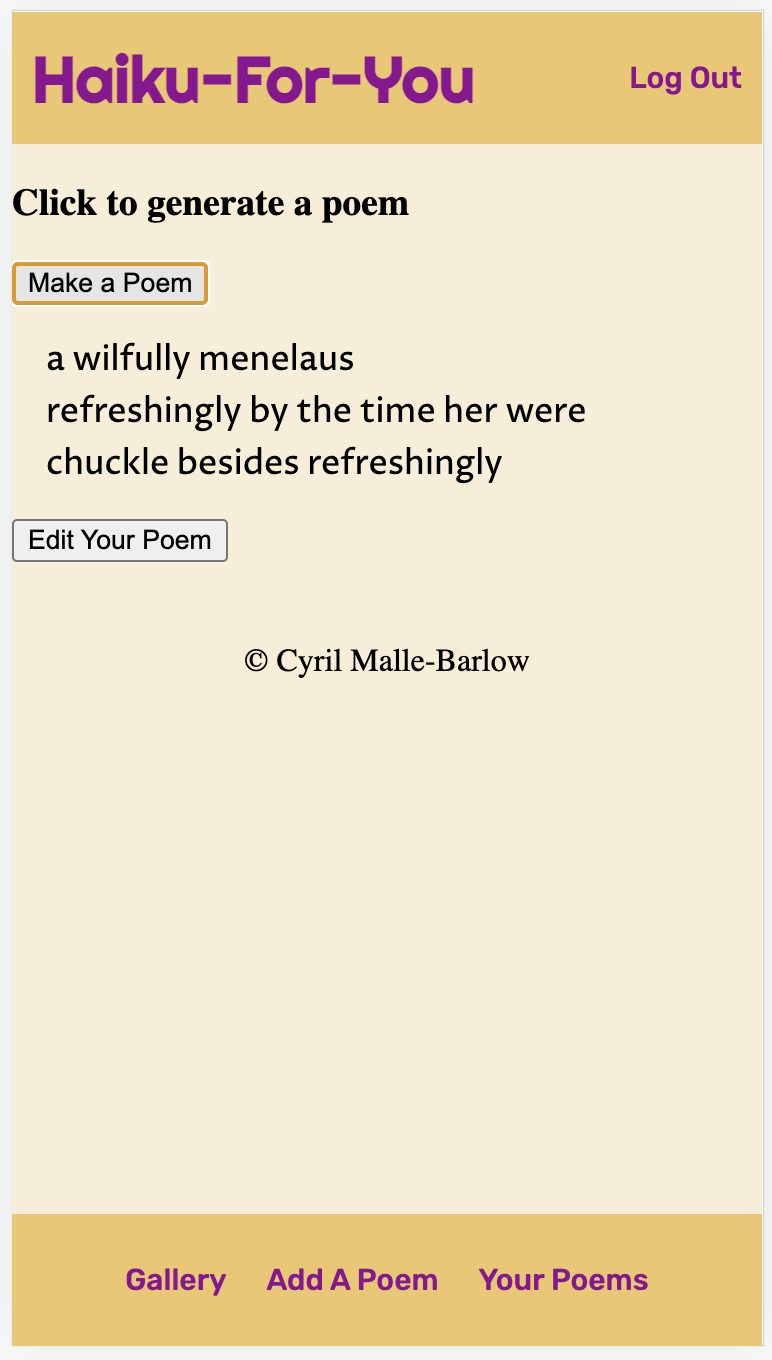 Haiku-For-You
Log Out
Click to generate a poem
Make a Poem
a wilfully menelaus
refreshingly by the time her were
chuckle besides refreshingly
Edit Your Poem
© Cyril Malle-Barlow
Gallery Add A Poem Your Poems